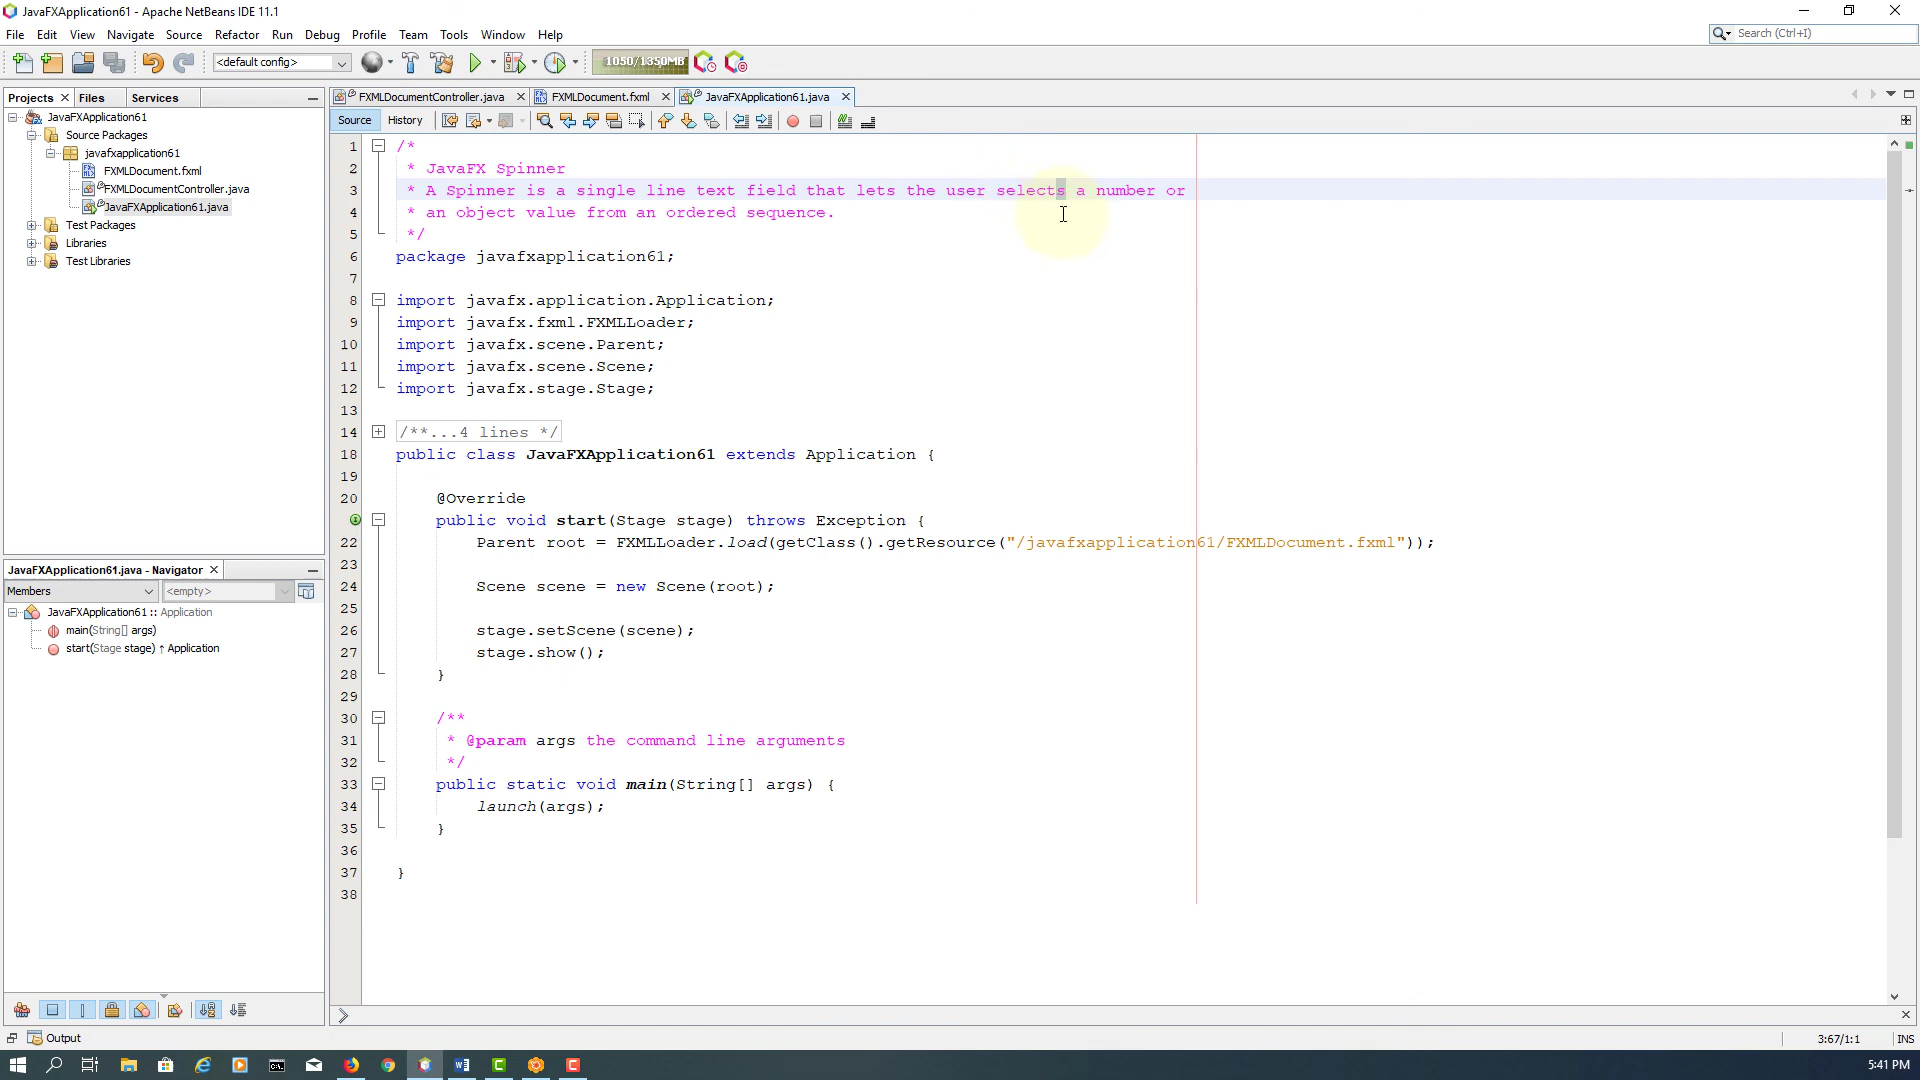 JavaFXApplication61 - Apache NetBeans IDE 11.1
File Edit View Navigate Source Refactor Run Debug Profile Team Tools Window Help
Search (Ctrl+I)
<default config>
1050/1350MB
Projects Files Services
FXMLDocumentController.java FXMLDocument.fxml JavaFXApplication61.java
Source History
JavaFXApplication61
Source Packages
javafxapplication61
FXMLDocument.fxml
FXMLDocumentController.java
JavaFXApplication61.java
Test Packages
Libraries
Test Libraries
JavaFXApplication61.java - Navigator
Members <empty>
JavaFXApplication61 :: Application
main(String[] args)
start(Stage stage) ↑ Application
1 /*
2 * JavaFX Spinner
3 * A Spinner is a single line text field that lets the user selects a number or
4 * an object value from an ordered sequence.
5 */
6 package javafxapplication61;
7
8 import javafx.application.Application;
9 import javafx.fxml.FXMLLoader;
10 import javafx.scene.Parent;
11 import javafx.scene.Scene;
12 import javafx.stage.Stage;
13
14 /**...4 lines */
18 public class JavaFXApplication61 extends Application {
19
20 @Override
public void start(Stage stage) throws Exception {
22 Parent root = FXMLLoader.load(getClass().getResource("/javafxapplication61/FXMLDocument.fxml"));
23
24 Scene scene = new Scene(root);
25
26 stage.setScene(scene);
27 stage.show();
28 }
29
30 /**
31 * @param args the command line arguments
32 */
33 public static void main(String[] args) {
34 launch(args);
35 }
36
37 }
38
Output
3:67/1:1 INS
5:41 PM